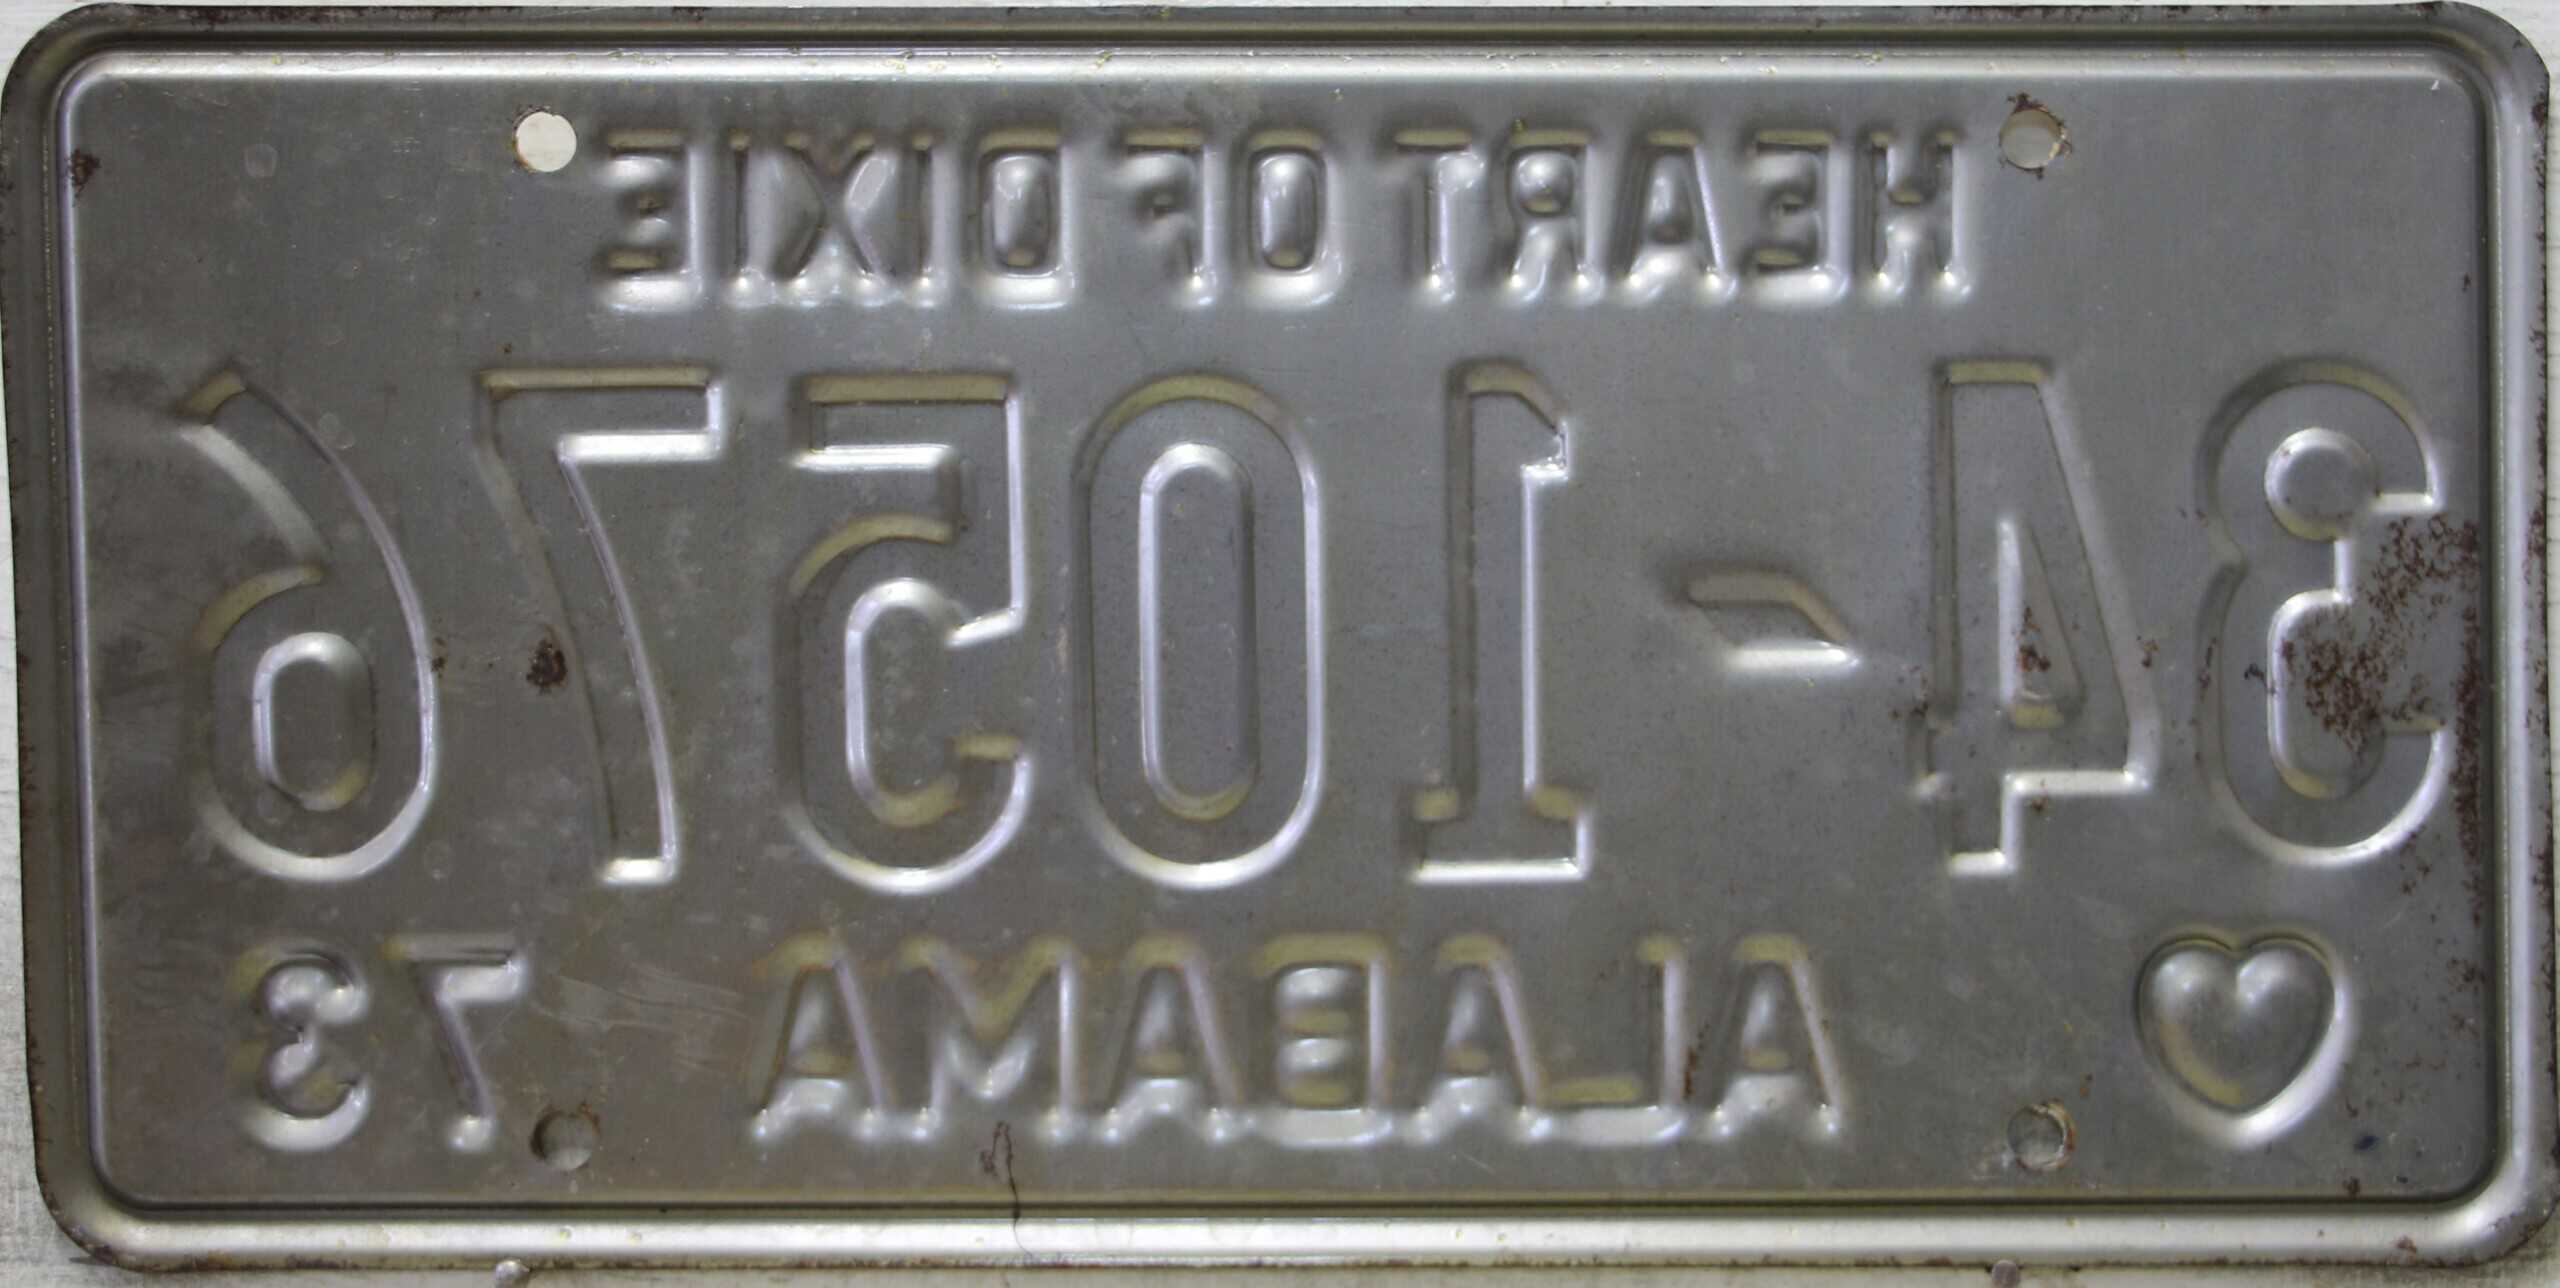 HEART OF DIXIE
34-10576
♥ ALABAMA 73